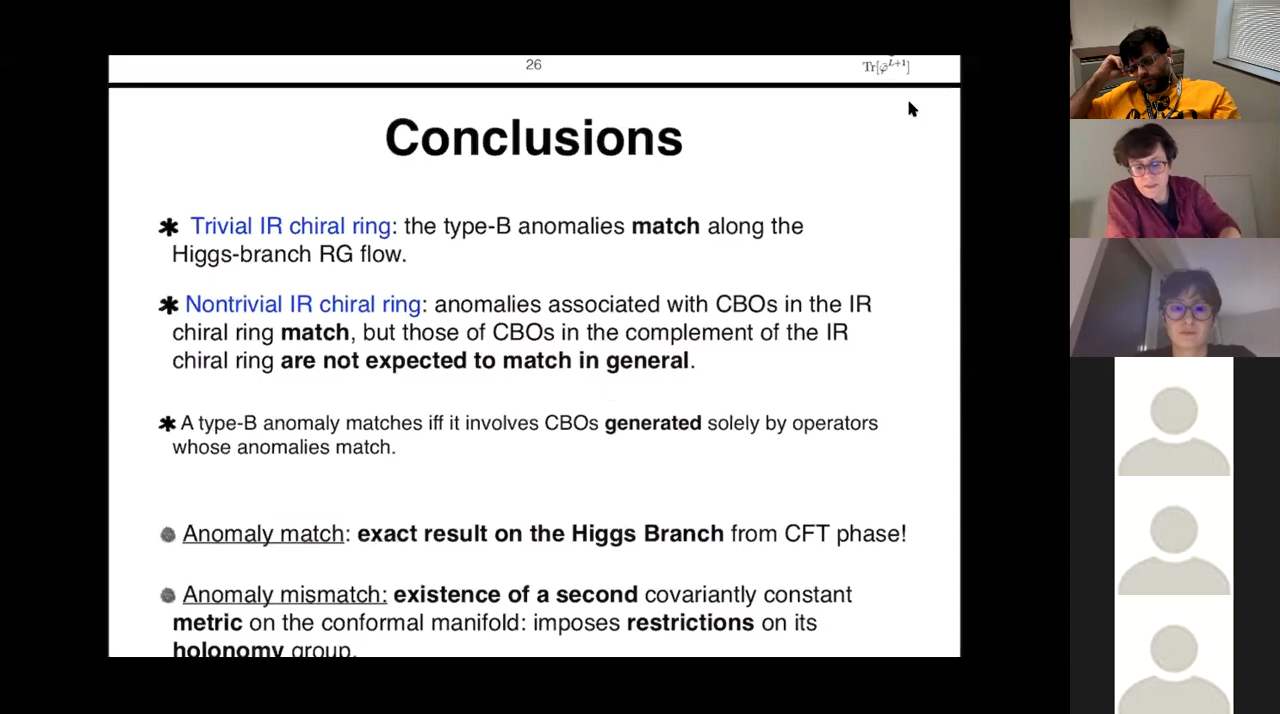 26
Tr[φ^{L+1}]
Conclusions
✱ Trivial IR chiral ring: the type-B anomalies match along the
Higgs-branch RG flow.
✱ Nontrivial IR chiral ring: anomalies associated with CBOs in the IR
chiral ring match, but those of CBOs in the complement of the IR
chiral ring are not expected to match in general.
✱ A type-B anomaly matches iff it involves CBOs generated solely by operators
whose anomalies match.
Anomaly match: exact result on the Higgs Branch from CFT phase!
Anomaly mismatch: existence of a second covariantly constant
metric on the conformal manifold: imposes restrictions on its
holonomy group.